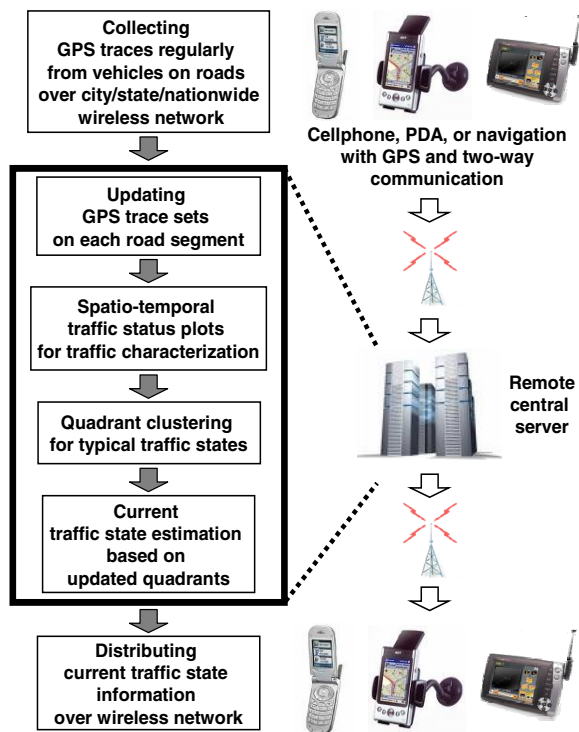 Collecting
GPS traces regularly
from vehicles on roads
over city/state/nationwide
wireless network
Cellphone, PDA, or navigation
with GPS and two-way
communication
Updating
GPS trace sets
on each road segment
Spatio-temporal
traffic status plots
for traffic characterization
Quadrant clustering
for typical traffic states
Remote
central
server
Current
traffic state estimation
based on
updated quadrants
Distributing
current traffic state
information
over wireless network